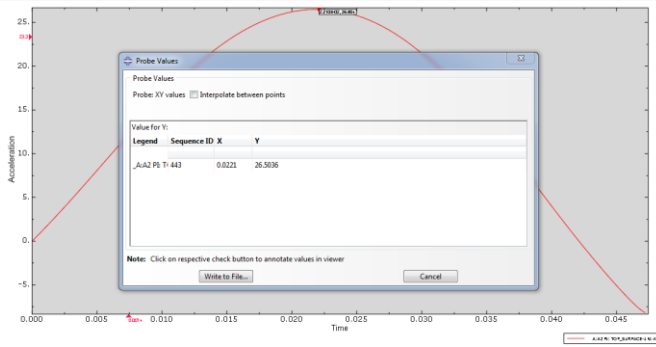 25.
20.
15.
10.
5.
0.
−5.
Acceleration
Probe Values
Probe Values
Probe: XY values Interpolate between points
Value for Y:
Legend Sequence ID X Y
_A:A2 PI: T 443 0.0221 26.5036
Note: Click on respective check button to annotate values in viewer
Write to File... Cancel
0.000 0.005 0.010 0.015 0.020 0.025 0.030 0.035 0.040 0.045
Time